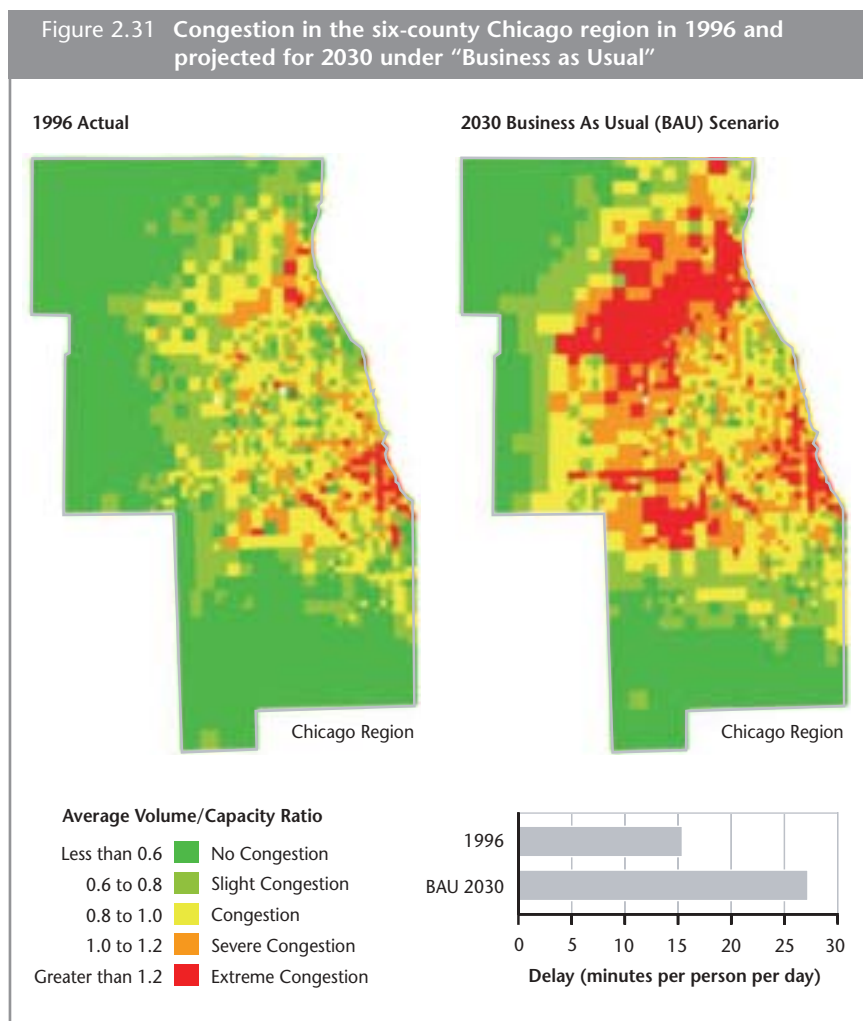 Figure 2.31 Congestion in the six-county Chicago region in 1996 and
projected for 2030 under “Business as Usual”
1996 Actual
2030 Business As Usual (BAU) Scenario
Chicago Region
Chicago Region
Average Volume/Capacity Ratio
Less than 0.6 No Congestion
0.6 to 0.8 Slight Congestion
0.8 to 1.0 Congestion
1.0 to 1.2 Severe Congestion
Greater than 1.2 Extreme Congestion
1996
BAU 2030
0 5 10 15 20 25 30
Delay (minutes per person per day)